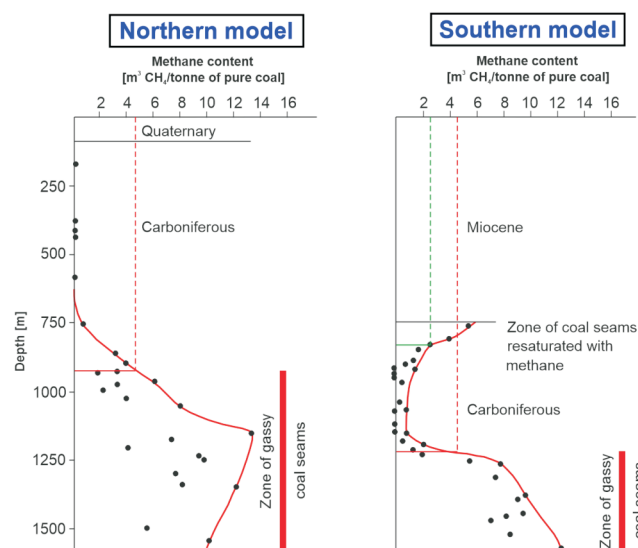 Northern model
Methane content
[m³ CH₄/tonne of pure coal]
2 4 6 8 10 12 14 16
Quaternary
Carboniferous
250
500
750
1000
1250
1500
Depth [m]
Zone of gassy
coal seams
Southern model
Methane content
[m³ CH₄/tonne of pure coal]
2 4 6 8 10 12 14 16
Miocene
Zone of coal seams
resaturated with
methane
Carboniferous
Zone of gassy
coal seams